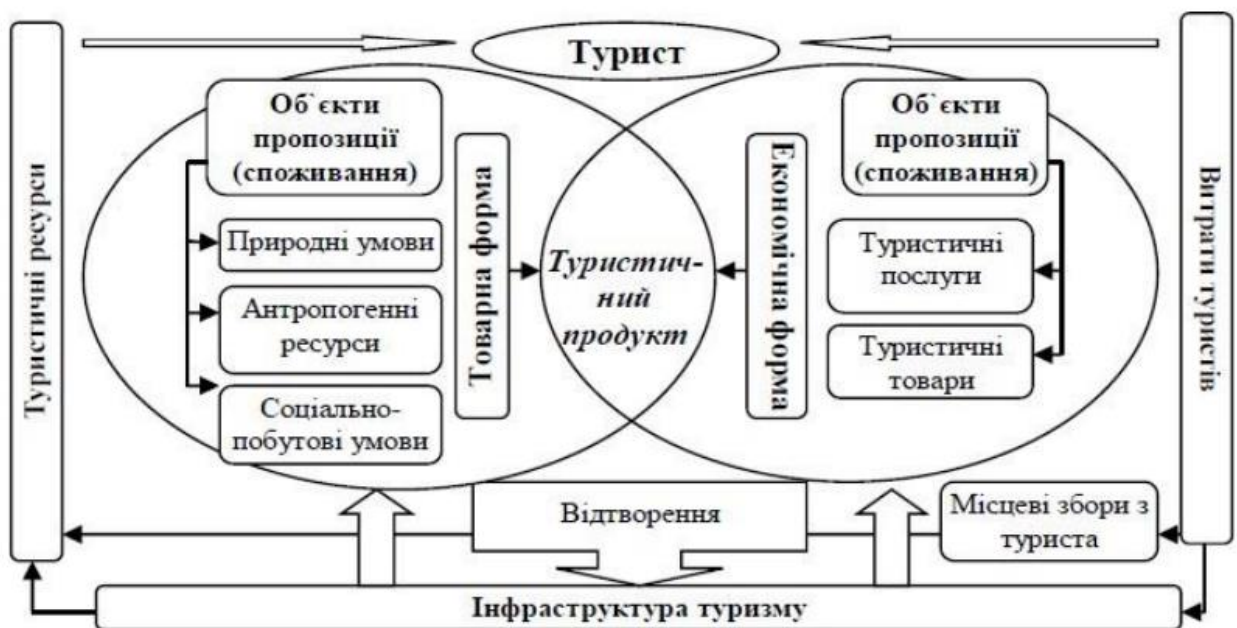 Турист
Туристичні ресурси
Об`єкти
пропозиції
(споживання)
Природні умови
Антропогенні
ресурси
Соціально-
побутові умови
Товарна форма
Туристич-
ний
продукт
Економічна форма
Об`єкти
пропозиції
(споживання)
Туристичні
послуги
Туристичні
товари
Витрати туристів
Відтворення
Місцеві збори з
туриста
Інфраструктура туризму